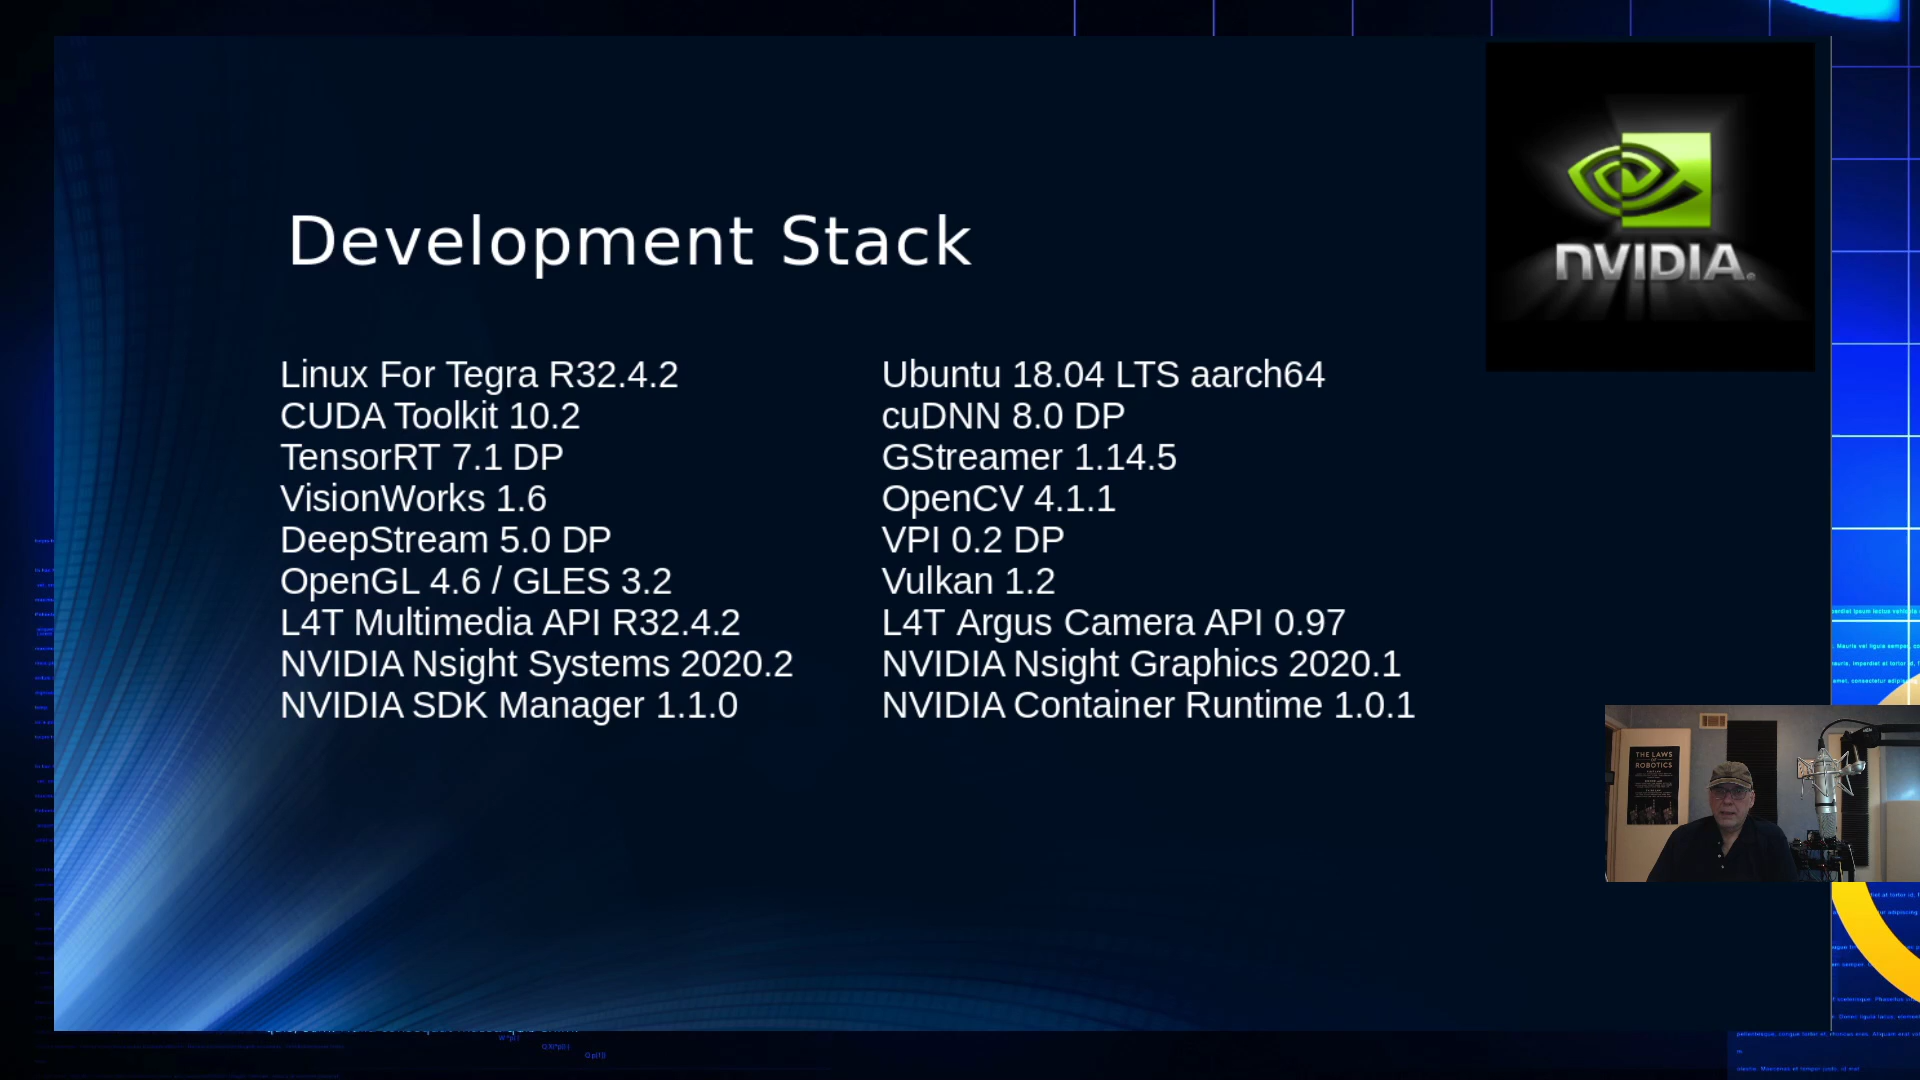 NVIDIA
Development Stack
Linux For Tegra R32.4.2
CUDA Toolkit 10.2
TensorRT 7.1 DP
VisionWorks 1.6
DeepStream 5.0 DP
OpenGL 4.6 / GLES 3.2
L4T Multimedia API R32.4.2
NVIDIA Nsight Systems 2020.2
NVIDIA SDK Manager 1.1.0
Ubuntu 18.04 LTS aarch64
cuDNN 8.0 DP
GStreamer 1.14.5
OpenCV 4.1.1
VPI 0.2 DP
Vulkan 1.2
L4T Argus Camera API 0.97
NVIDIA Nsight Graphics 2020.1
NVIDIA Container Runtime 1.0.1
THE LAWS
OF
ROBOTICS